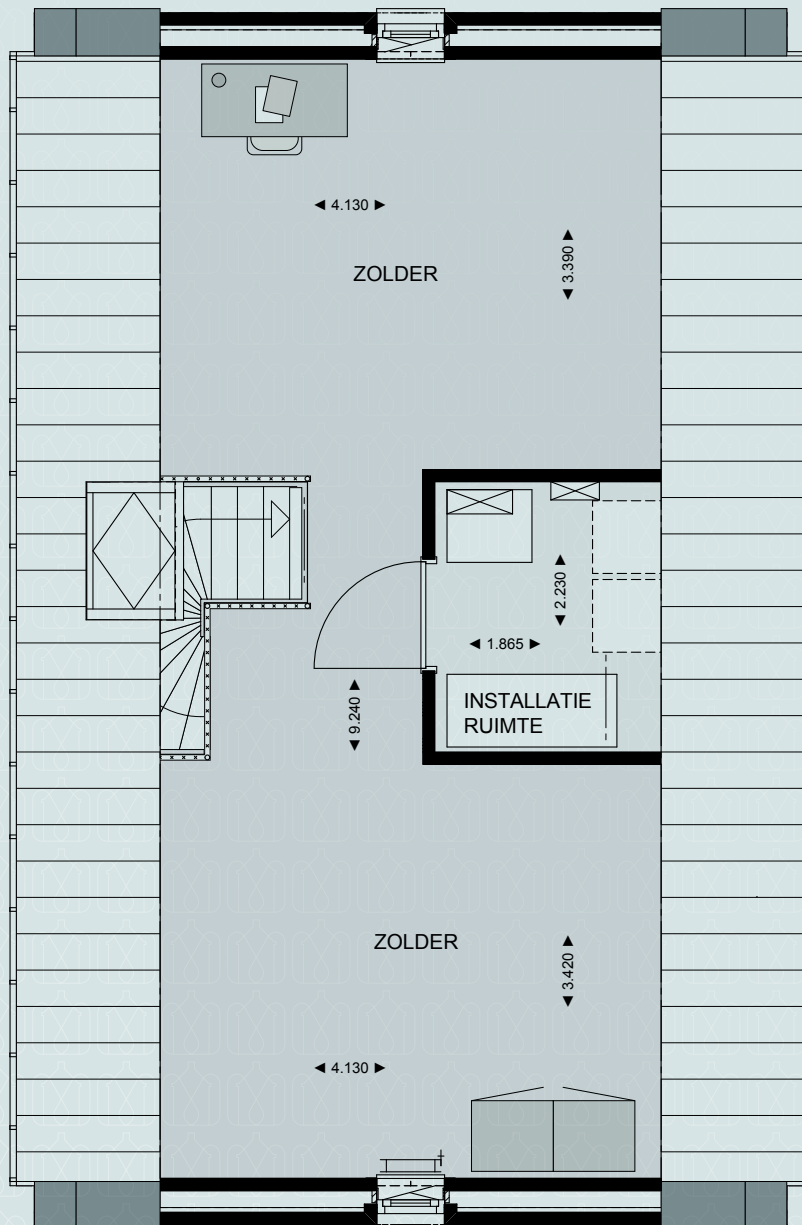 ◄ 4.130 ►
◄ 3.390 ►
ZOLDER
◄ 2.230 ►
◄ 1.865 ►
◄ 9.240 ►
INSTALLATIE
RUIMTE
ZOLDER
◄ 3.420 ►
◄ 4.130 ►